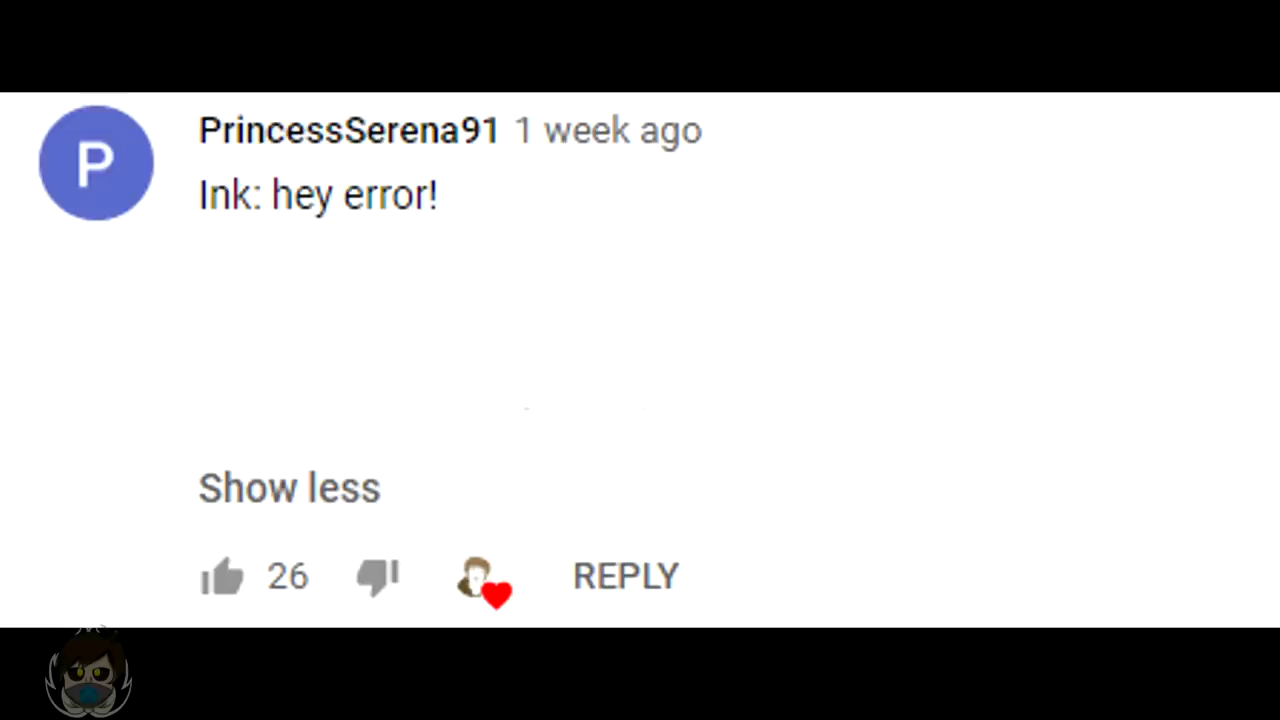 P
PrincessSerena91 1 week ago
Ink: hey error!
Show less
26 REPLY